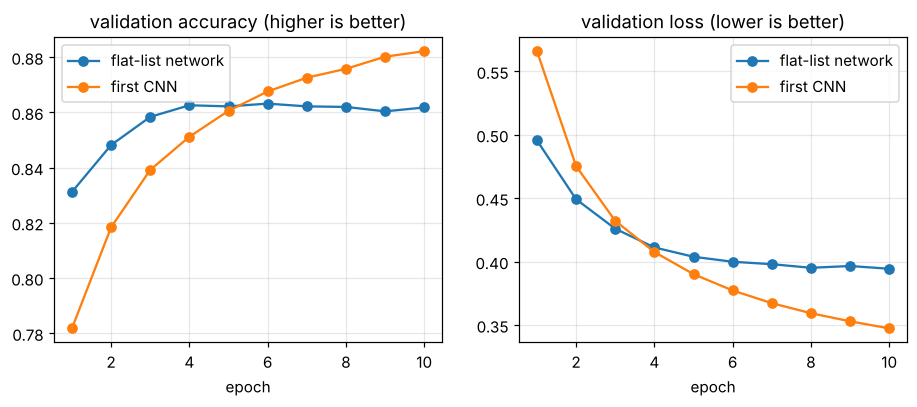 validation accuracy (higher is better)
flat-list network
first CNN
0.88
0.86
0.84
0.82
0.80
0.78
2 4 6 8 10
epoch
validation loss (lower is better)
flat-list network
first CNN
0.55
0.50
0.45
0.40
0.35
2 4 6 8 10
epoch